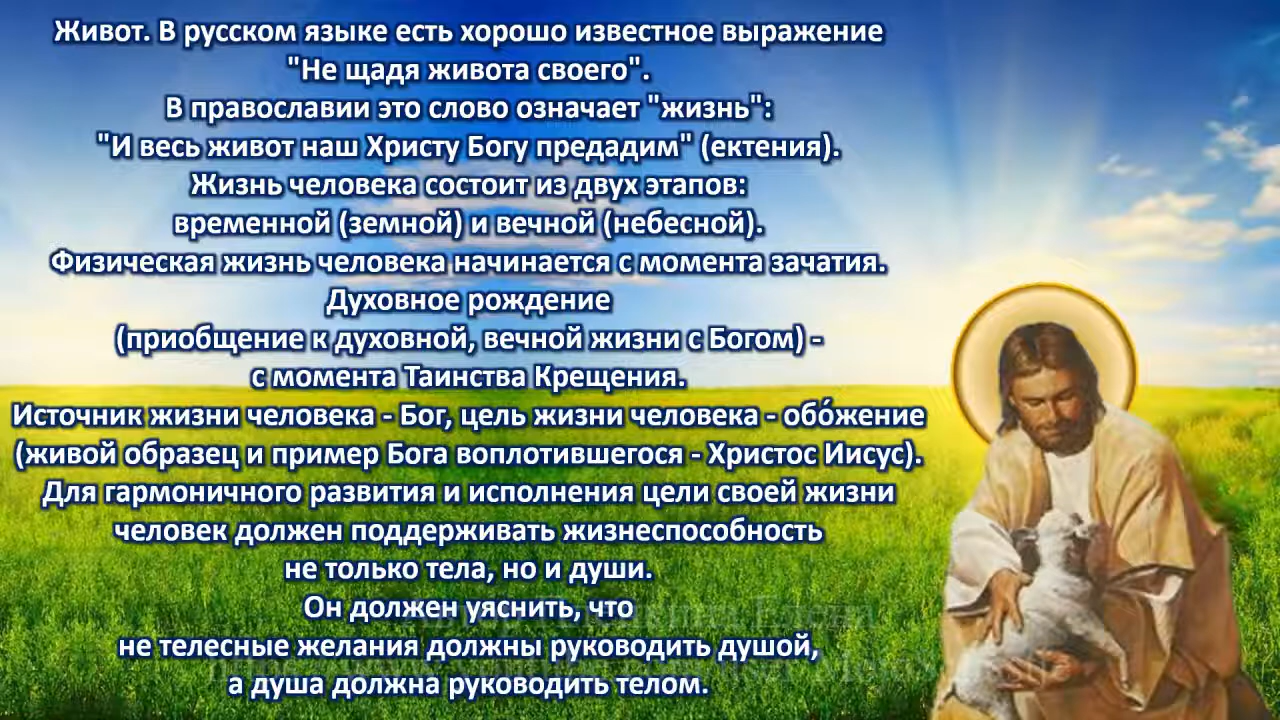 Живот. В русском языке есть хорошо известное выражение
"Не щадя живота своего".
В православии это слово означает "жизнь":
"И весь живот наш Христу Богу предадим" (ектения).
Жизнь человека состоит из двух этапов:
временной (земной) и вечной (небесной).
Физическая жизнь человека начинается с момента зачатия.
Духовное рождение
(приобщение к духовной, вечной жизни с Богом) -
с момента Таинства Крещения.
Источник жизни человека - Бог, цель жизни человека - обо́жение
(живой образец и пример Бога воплотившегося - Христос Иисус).
Для гармоничного развития и исполнения цели своей жизни
человек должен поддерживать жизнеспособность
не только тела, но и души.
Он должен уяснить, что
не телесные желания должны руководить душой,
а душа должна руководить телом.